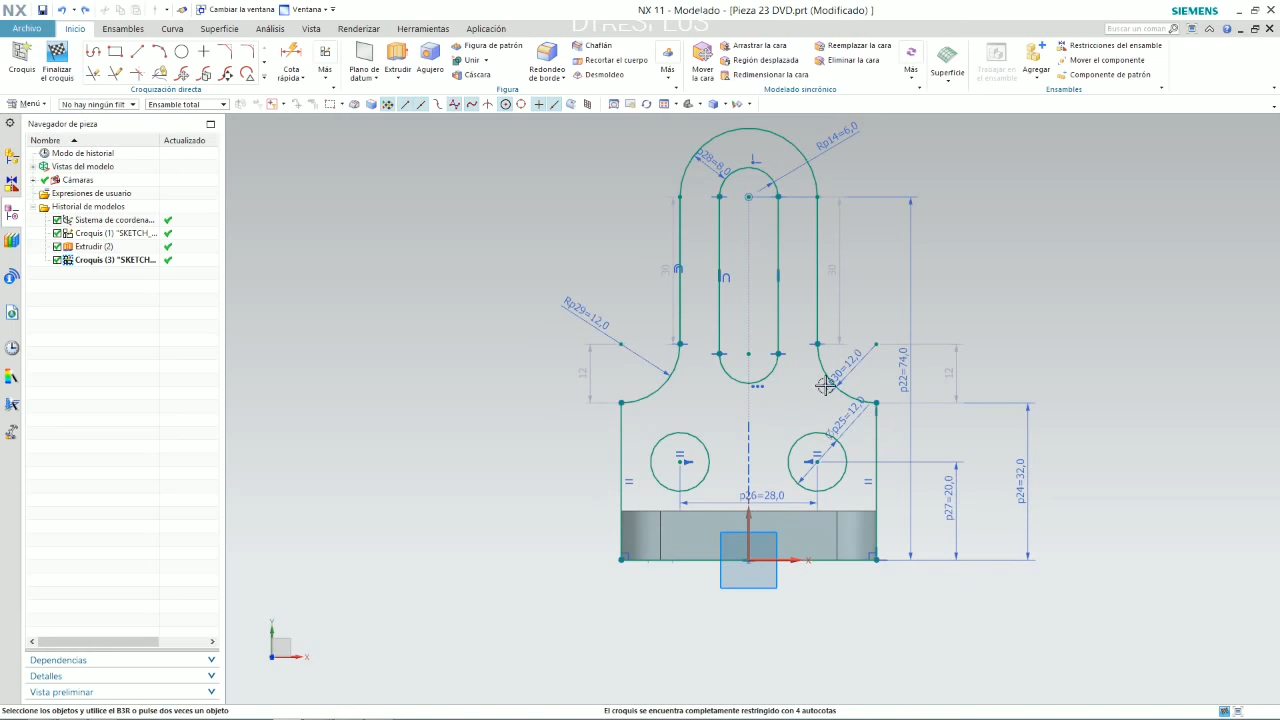 NX
Cambiar la ventana
Ventana
NX 11 - Modelado - [Pieza 23 DVD.prt (Modificado) ]
SIEMENS
DTRESPLUS
Archivo
Inicio
Ensambles
Curva
Superficie
Análisis
Vista
Renderizar
Herramientas
Aplicación
Buscar un coman
Croquis
Finalizar el croquis
Cota rápida
Más
Croquización directa
Plano de datum
Extrudir
Agujero
Figura de patrón
Unir
Cáscara
Redondeo de borde
Chaflán
Recortar el cuerpo
Desmoldeo
Más
Figura
Mover la cara
Arrastrar la cara
Región desplazada
Redimensionar la cara
Reemplazar la cara
Eliminar la cara
Más
Modelado sincrónico
Superficie
Trabajar en el ensamble
Agregar
Restricciones del ensamble
Mover el componente
Componente de patrón
Ensambles
Menú
No hay ningún filt
Ensamble total
Navegador de pieza
Nombre
Actualizado
Modo de historial
Vistas del modelo
Cámaras
Expresiones de usuario
Historial de modelos
Sistema de coordena...
Croquis (1) "SKETCH_...
Extrudir (2)
Croquis (3) "SKETCH...
Dependencias
Detalles
Vista preliminar
Rp14=6,0
p28=8,0
30
30
Rp29=12,0
p30=12,0
p22=74,0
12
12
p25=12,0
p26=28,0
p27=20,0
p24=32,0
X
Y
X
Seleccione los objetos y utilice el B3R o pulse dos veces un objeto
El croquis se encuentra completamente restringido con 4 autocotas